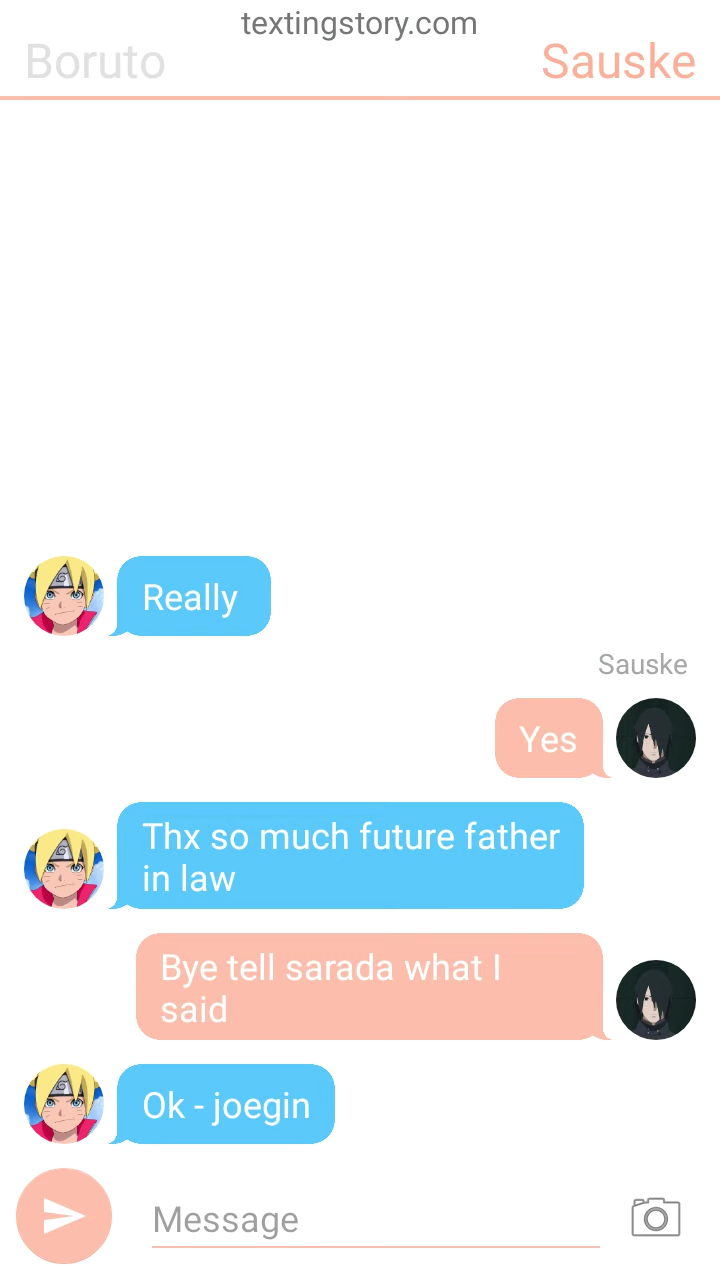 textingstory.com
Boruto
Sauske
Really
Sauske
Yes
Thx so much future father
in law
Bye tell sarada what I
said
Ok - joegin
Message